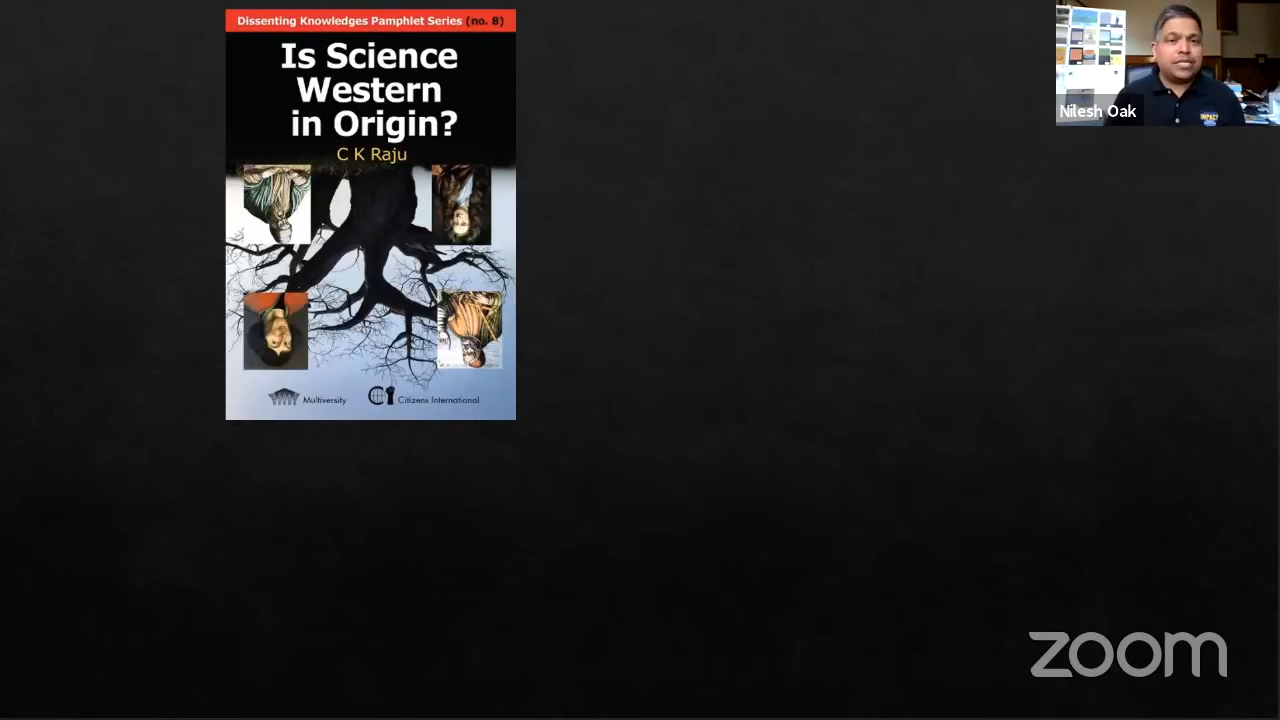 Dissenting Knowledges Pamphlet Series (no. 8)
Is Science
Western
in Origin?
C K Raju
Multiversity
Citizens International
Nilesh Oak
zoom